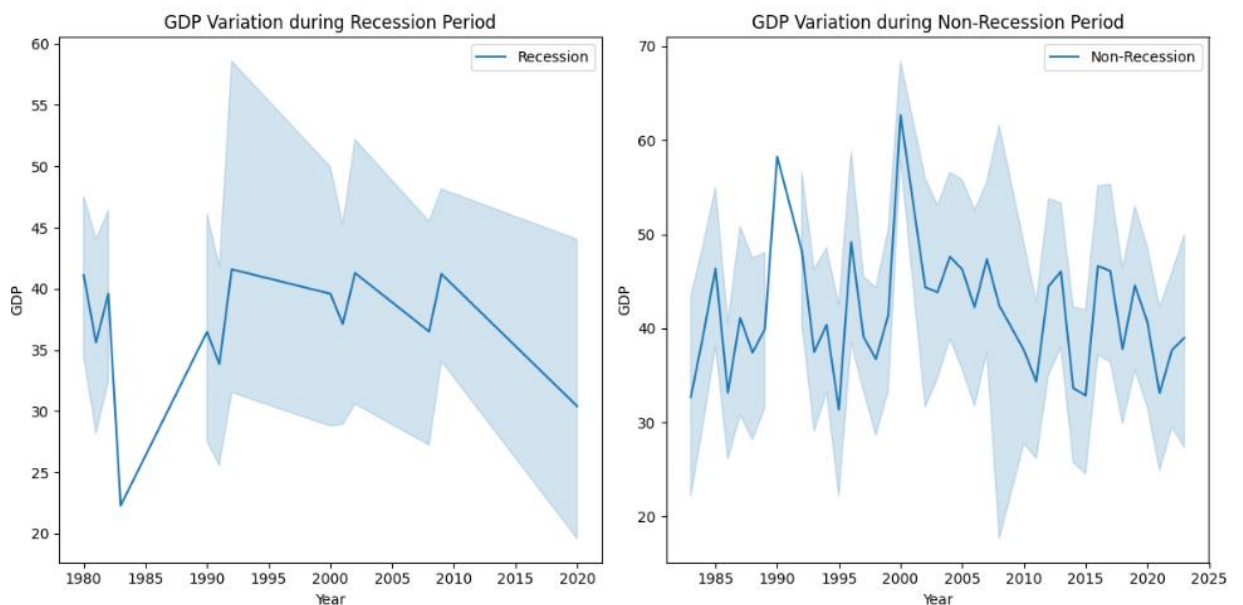 GDP Variation during Recession Period
Recession
60
55
50
45
40
35
30
25
20
GDP
1980 1985 1990 1995 2000 2005 2010 2015 2020
Year
GDP Variation during Non-Recession Period
Non-Recession
70
60
50
40
30
20
GDP
1985 1990 1995 2000 2005 2010 2015 2020 2025
Year